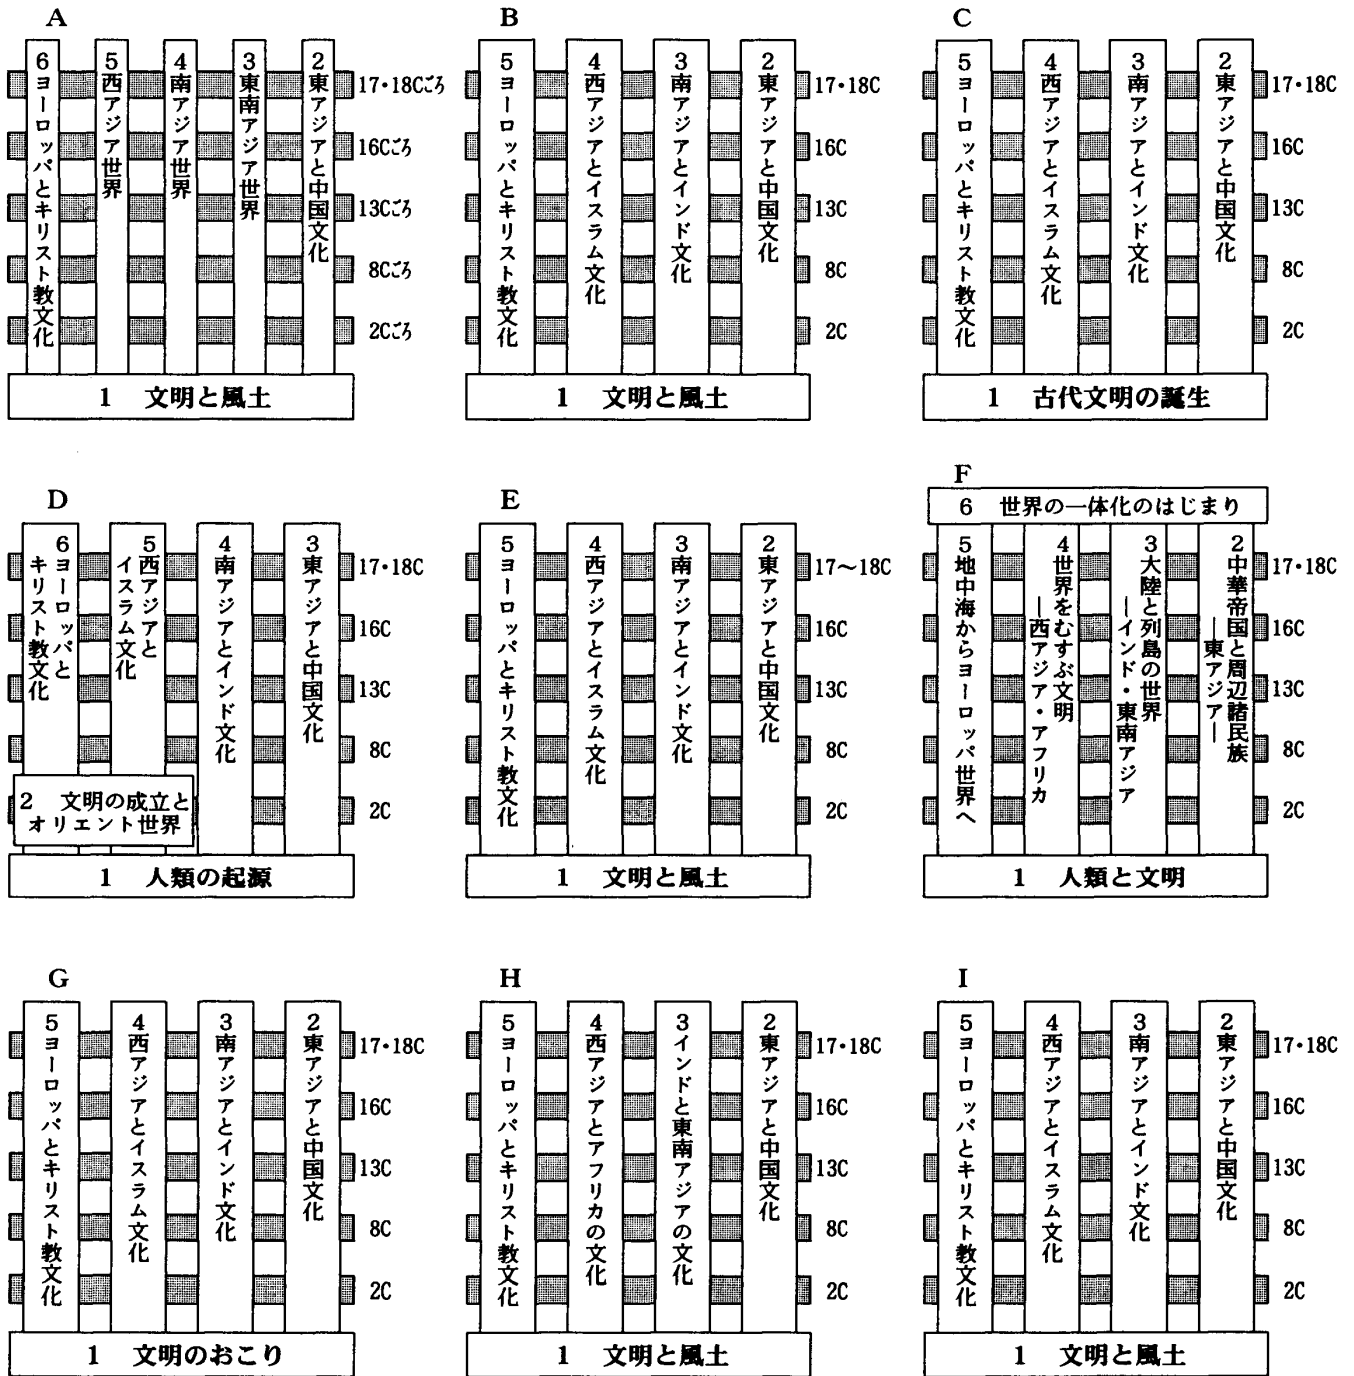 A
6ヨーロッパとキリスト教文化
5西アジア世界
4南アジア世界
3東南アジア世界
2東アジアと中国文化
17・18Cごろ
16Cごろ
13Cごろ
8Cごろ
2Cごろ
1 文明と風土
B
5ヨーロッパとキリスト教文化
4西アジアとイスラム文化
3南アジアとインド文化
2東アジアと中国文化
17・18C
16C
13C
8C
2C
1 文明と風土
C
5ヨーロッパとキリスト教文化
4西アジアとイスラム文化
3南アジアとインド文化
2東アジアと中国文化
17・18C
16C
13C
8C
2C
1 古代文明の誕生
D
6ヨーロッパと
キリスト教文化
5西アジアと
イスラム文化
4南アジアとインド文化
3東アジアと中国文化
17・18C
16C
13C
8C
2C
2 文明の成立と
オリエント世界
1 人類の起源
E
5ヨーロッパとキリスト教文化
4西アジアとイスラム文化
3南アジアとインド文化
2東アジアと中国文化
17〜18C
16C
13C
8C
2C
1 文明と風土
F
6 世界の一体化のはじまり
5地中海からヨーロッパ世界へ
4世界をむすぶ文明
―西アジア・アフリカ
3大陸と列島の世界
―インド・東南アジア
2中華帝国と周辺諸民族
―東アジア―
17・18C
16C
13C
8C
2C
1 人類と文明
G
5ヨーロッパとキリスト教文化
4西アジアとイスラム文化
3南アジアとインド文化
2東アジアと中国文化
17・18C
16C
13C
8C
2C
1 文明のおこり
H
5ヨーロッパとキリスト教文化
4西アジアとアフリカの文化
3インドと東南アジアの文化
2東アジアと中国文化
17・18C
16C
13C
8C
2C
1 文明と風土
I
5ヨーロッパとキリスト教文化
4西アジアとイスラム文化
3南アジアとインド文化
2東アジアと中国文化
17・18C
16C
13C
8C
2C
1 文明と風土